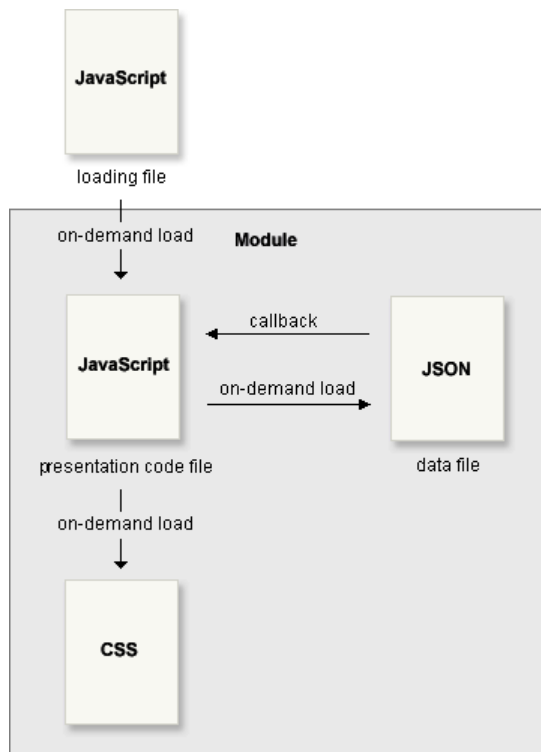 JavaScript
loading file
on-demand load
Module
JavaScript
callback
on-demand load
JSON
presentation code file
data file
on-demand load
CSS